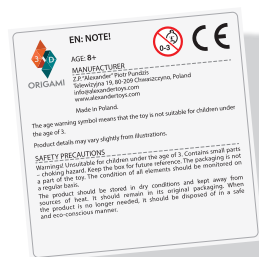 3 D
ORIGAMI
EN: NOTE!
AGE: 8+
0-3
CE
MANUFACTURER
Z.P. "Alexander" Piotr Pundzis
Telewizyjna 19, 80-209 Chwaszczyno, Poland
info@alexandertoys.com
www.alexandertoys.com
Made in Poland.
The age warning symbol means that the toy is not suitable for children under
the age of 3.
Product details may vary slightly from illustrations.
SAFETY PRECAUTIONS
Warnings! Unsuitable for children under the age of 3. Contains small parts
– choking hazard. Keep the box for future reference. The packaging is not
a part of the toy. The condition of all elements should be monitored on
a regular basis.
The product should be stored in dry conditions and kept away from
sources of heat. It should remain in its original packaging. When
the product is no longer needed, it should be disposed of in a safe
and eco-conscious manner.